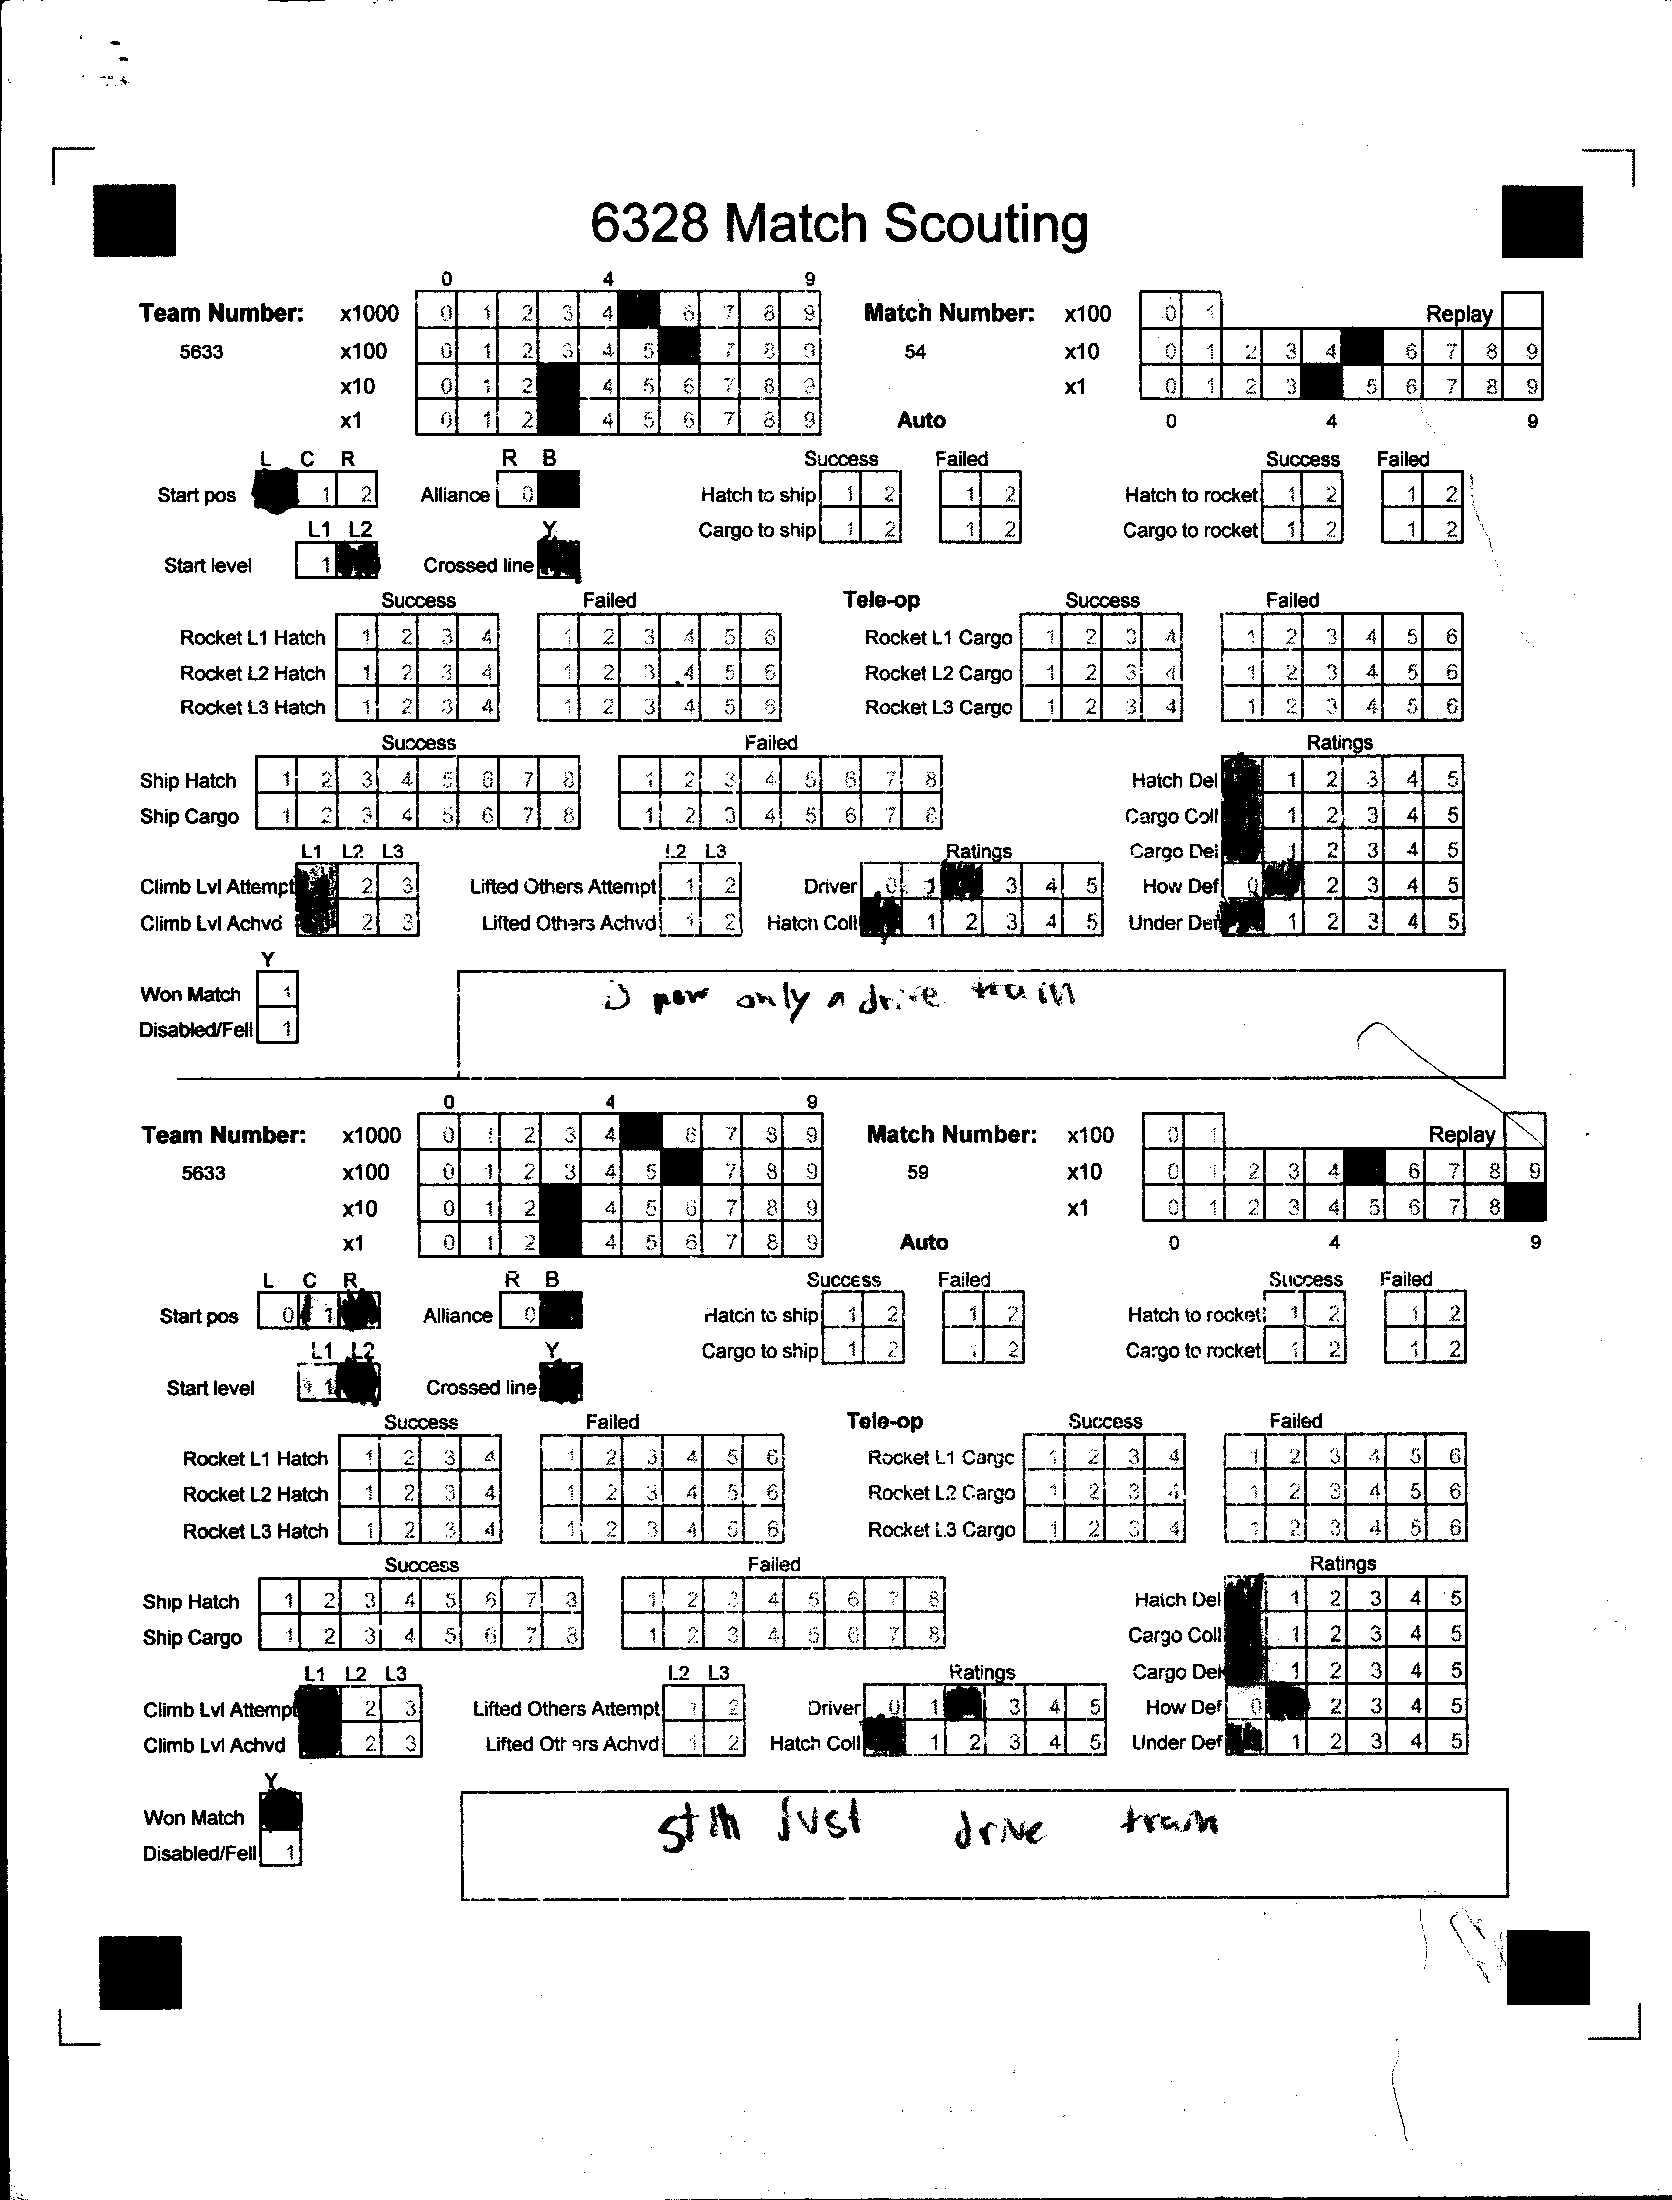 6328 Match Scouting
0 4 9
Team Number: x1000 0 1 2 3 4 6 7 8 9 Match Number: x100 0 1 Replay
5633 x100 0 1 2 3 4 5 7 8 9 54 x10 0 1 2 3 4 6 7 8 9
x10 0 1 2 4 5 6 7 8 9 x1 0 1 2 3 5 6 7 8 9
x1 0 1 2 4 5 6 7 8 9 Auto 0 4 9
L C R R B Success Failed Success Failed
Start pos 1 2 Alliance 0 Hatch to ship 1 2 1 2 Hatch to rocket 1 2 1 2
L1 L2 Y Cargo to ship 1 2 1 2 Cargo to rocket 1 2 1 2
Start level 1 Crossed line
Success Failed Tele-op Success Failed
Rocket L1 Hatch 1 2 3 4 1 2 3 4 5 6 Rocket L1 Cargo 1 2 3 4 1 2 3 4 5 6
Rocket L2 Hatch 1 2 3 4 1 2 3 4 5 6 Rocket L2 Cargo 1 2 3 4 1 2 3 4 5 6
Rocket L3 Hatch 1 2 3 4 1 2 3 4 5 6 Rocket L3 Cargo 1 2 3 4 1 2 3 4 5 6
Success Failed Ratings
Ship Hatch 1 2 3 4 5 6 7 8 1 2 3 4 5 6 7 8 Hatch Del 1 2 3 4 5
Ship Cargo 1 2 3 4 5 6 7 8 1 2 3 4 5 6 7 8 Cargo Coll 1 2 3 4 5
L1 L2 L3 L2 L3 Ratings Cargo Del 1 2 3 4 5
Climb Lvl Attempt 2 3 Lifted Others Attempt 1 2 Driver 0 1 3 4 5 How Def 0 2 3 4 5
Climb Lvl Achvd 2 3 Lifted Others Achvd 1 2 Hatch Coll 1 2 3 4 5 Under Def 1 2 3 4 5
Y
Won Match 1 now only a drive train
Disabled/Fell 1
0 4 9
Team Number: x1000 0 1 2 3 4 6 7 8 9 Match Number: x100 0 1 Replay
5633 x100 0 1 2 3 4 5 7 8 9 59 x10 0 1 2 3 4 6 7 8 9
x10 0 1 2 4 5 6 7 8 9 x1 0 1 2 3 4 5 6 7 8
x1 0 1 2 4 5 6 7 8 9 Auto 0 4 9
L C R R B Success Failed Success Failed
Start pos 0 1 Alliance 0 Hatch to ship 1 2 1 2 Hatch to rocket 1 2 1 2
L1 L2 Y Cargo to ship 1 2 1 2 Cargo to rocket 1 2 1 2
Start level 1 Crossed line
Success Failed Tele-op Success Failed
Rocket L1 Hatch 1 2 3 4 1 2 3 4 5 6 Rocket L1 Cargo 1 2 3 4 1 2 3 4 5 6
Rocket L2 Hatch 1 2 3 4 1 2 3 4 5 6 Rocket L2 Cargo 1 2 3 4 1 2 3 4 5 6
Rocket L3 Hatch 1 2 3 4 1 2 3 4 5 6 Rocket L3 Cargo 1 2 3 4 1 2 3 4 5 6
Success Failed Ratings
Ship Hatch 1 2 3 4 5 6 7 8 1 2 3 4 5 6 7 8 Hatch Del 1 2 3 4 5
Ship Cargo 1 2 3 4 5 6 7 8 1 2 3 4 5 6 7 8 Cargo Coll 1 2 3 4 5
L1 L2 L3 L2 L3 Ratings Cargo Del 1 2 3 4 5
Climb Lvl Attempt 2 3 Lifted Others Attempt 1 2 Driver 0 1 3 4 5 How Def 0 2 3 4 5
Climb Lvl Achvd 2 3 Lifted Others Achvd 1 2 Hatch Coll 1 2 3 4 5 Under Def 1 2 3 4 5
Y
Won Match still just drive train
Disabled/Fell 1